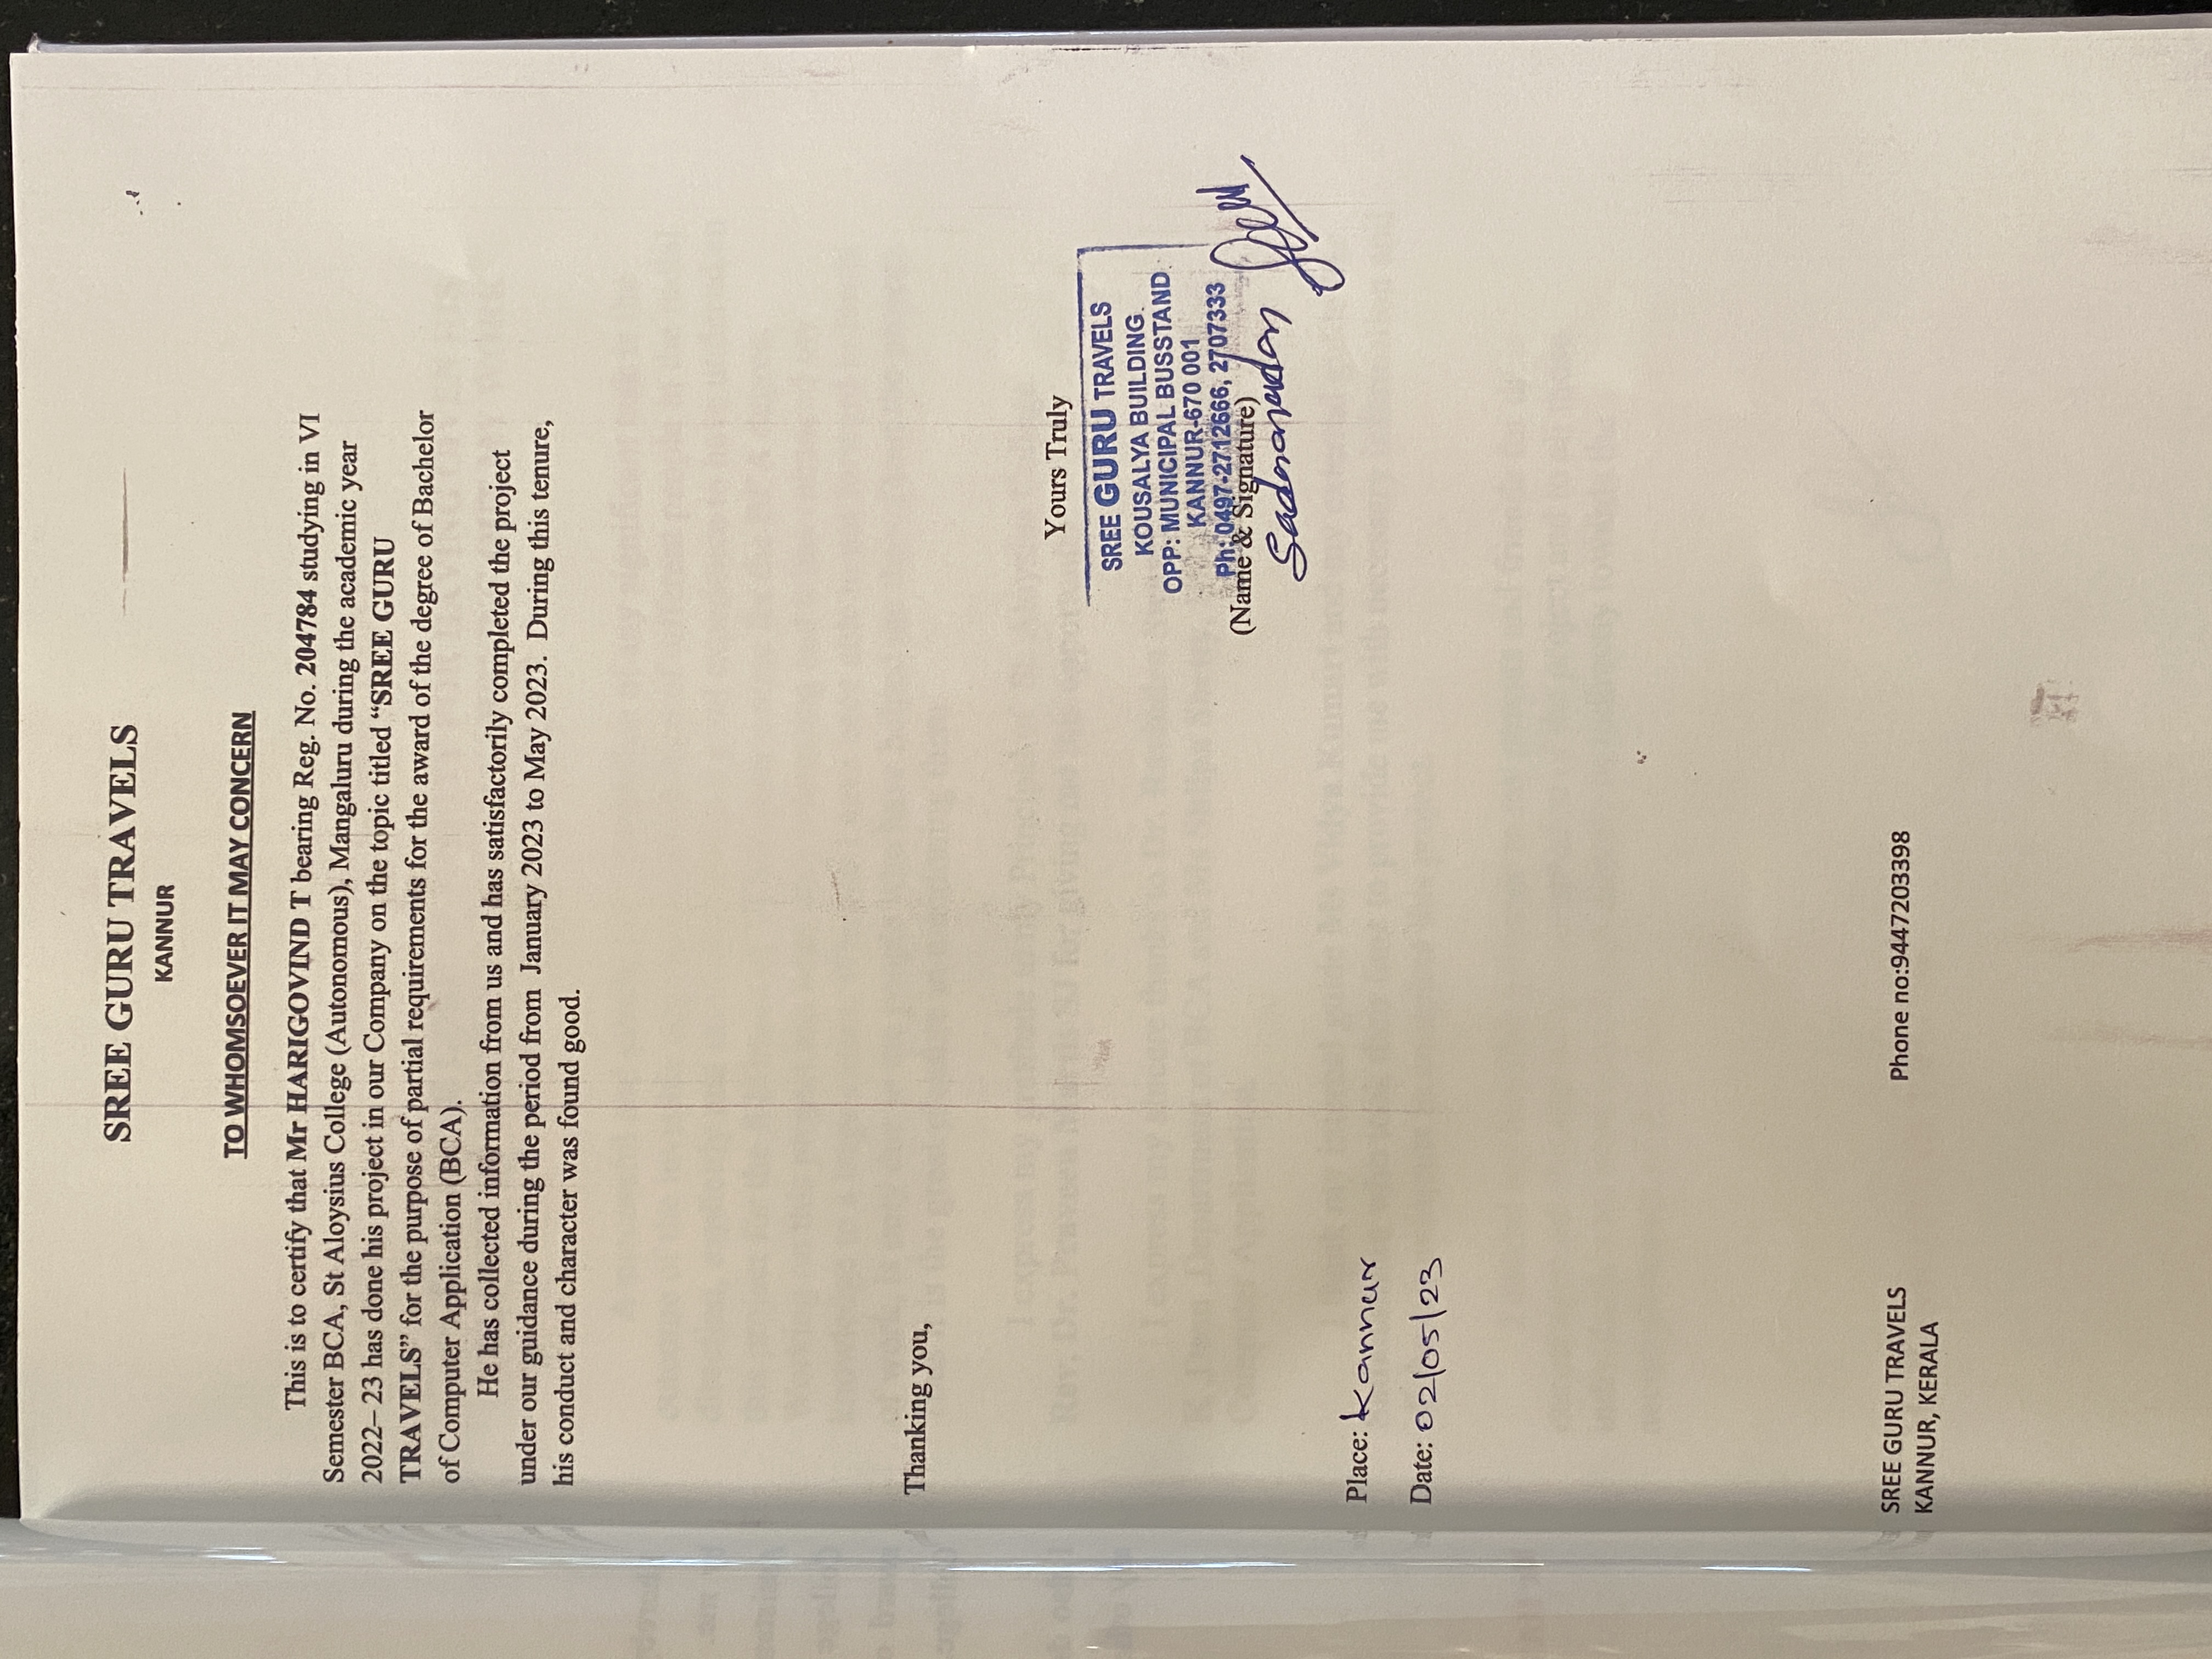 SREE GURU TRAVELS
KANNUR
TO WHOMSOEVER IT MAY CONCERN
This is to certify that Mr HARIGOVIND T bearing Reg. No. 204784 studying in VI
Semester BCA, St Aloysius College (Autonomous), Mangaluru during the academic year
2022– 23 has done his project in our Company on the topic titled “SREE GURU
TRAVELS” for the purpose of partial requirements for the award of the degree of Bachelor
of Computer Application (BCA).
He has collected information from us and has satisfactorily completed the project
under our guidance during the period from January 2023 to May 2023. During this tenure,
his conduct and character was found good.
Thanking you,
Yours Truly
SREE GURU TRAVELS
KOUSALYA BUILDING
OPP: MUNICIPAL BUSSTAND
KANNUR-670 001
Ph: 0497-2712666, 2707333
(Name & Signature)
Sadanandan
Place: Kannur
Date: 02/05/23
SREE GURU TRAVELS
KANNUR, KERALA
Phone no:9447203398